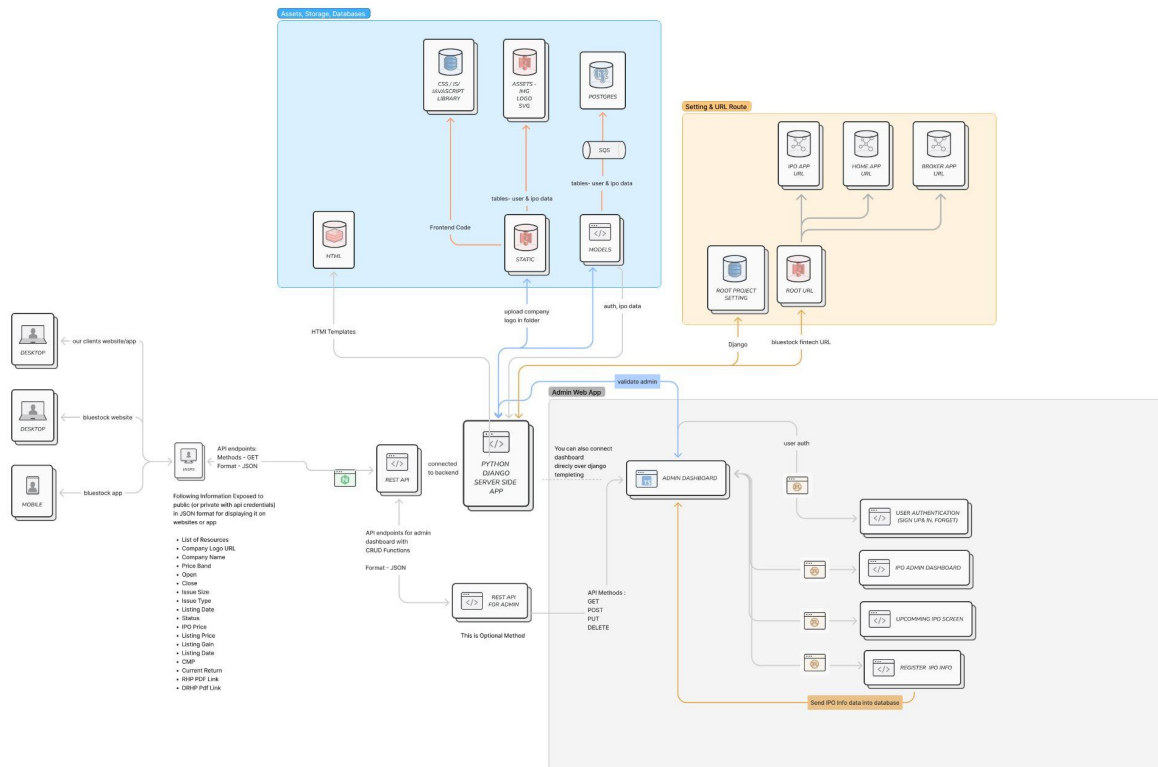 Assets, Storage, Databases
CSS / JS/
JAVASCRIPT
LIBRARY
ASSETS -
IMG
LOGO
SVG
POSTGRES
SQS
tables- user & ipo data
tables- user & ipo data
Frontend Code
HTML
STATIC
MODELS
Setting & URL Route
IPO APP
URL
HOME APP
URL
BROKER APP
URL
ROOT PROJECT
SETTING
ROOT URL
HTMl Templates
upload company
logo in folder
auth, ipo data
Django
bluestock fintech URL
DESKTOP
our clients website/app
DESKTOP
bluestock website
MOBILE
bluestock app
USERS
API endpoints:
Methods - GET
Format - JSON
Following Information Exposed to
public (or private with api credentials)
in JSON format for displaying it on
websites or app
• List of Resources
• Company Logo URL
• Company Name
• Price Band
• Open
• Close
• Issue Size
• Issue Type
• Listing Date
• Status
• IPO Price
• Listing Price
• Listing Gain
• Listing Date
• CMP
• Current Return
• RHP PDF Link
• DRHP Pdf Link
N
REST API
connected
to backend
PYTHON
DJANGO
SERVER SIDE
APP
API endpoints for admin
dashboard with
CRUD Functions
Format - JSON
REST API
FOR ADMIN
This is Optional Method
API Methods :
GET
POST
PUT
DELETE
validate admin
Admin Web App
You can also connect
dashboard
direcly over django
templeting
ADMIN DASHBOARD
user auth
USER AUTHENTICATION
(SIGN UP& IN, FORGET)
IPO ADMIN DASHBOARD
UPCOMMING IPO SCREEN
REGISTER IPO INFO
Send IPO Info data into database